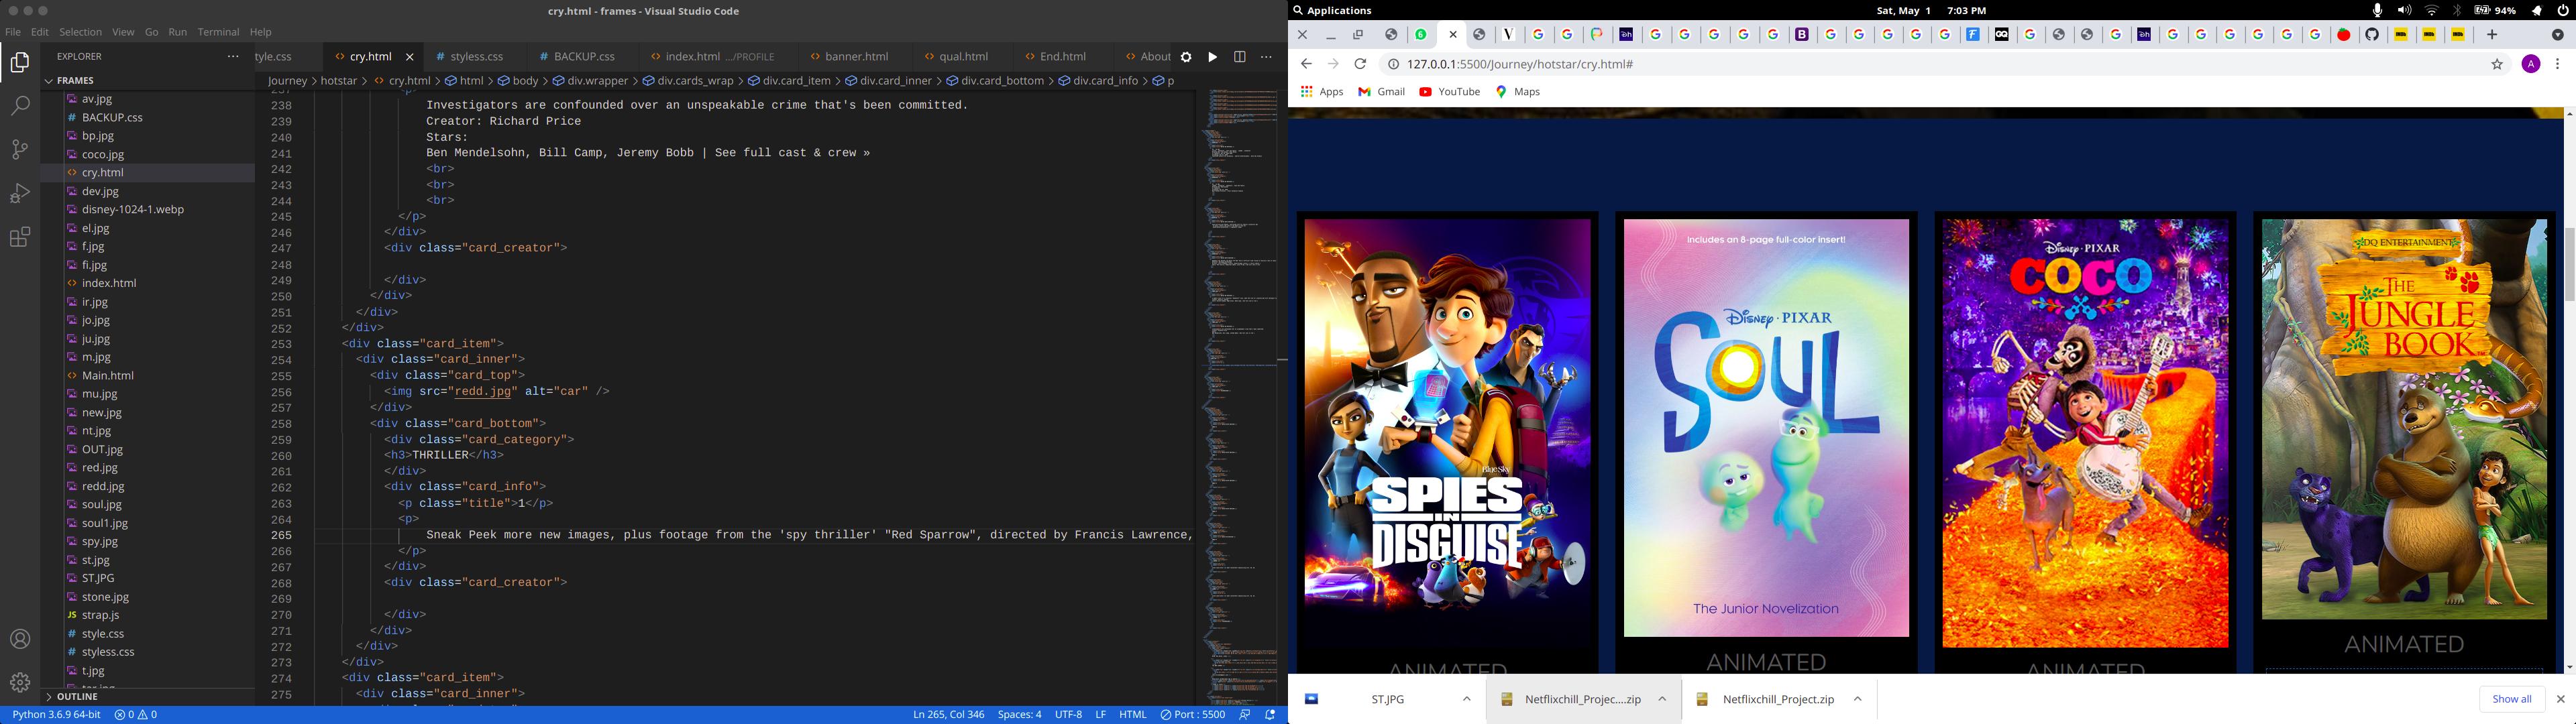 cry.html - frames - Visual Studio Code
File Edit Selection View Go Run Terminal Help
EXPLORER
tyle.css
cry.html
styless.css
BACKUP.css
index.html .../PROFILE
banner.html
qual.html
End.html
About
FRAMES
Journey > hotstar > cry.html > html > body > div.wrapper > div.cards_wrap > div.card_item > div.card_inner > div.card_bottom > div.card_info > p
av.jpg
BACKUP.css
bp.jpg
coco.jpg
cry.html
dev.jpg
disney-1024-1.webp
el.jpg
f.jpg
fi.jpg
index.html
ir.jpg
jo.jpg
ju.jpg
m.jpg
Main.html
mu.jpg
new.jpg
nt.jpg
OUT.jpg
red.jpg
redd.jpg
soul.jpg
soul1.jpg
spy.jpg
st.jpg
ST.JPG
stone.jpg
JS strap.js
style.css
styless.css
t.jpg
OUTLINE
237 <p>
238 Investigators are confounded over an unspeakable crime that's been committed.
239 Creator: Richard Price
240 Stars:
241 Ben Mendelsohn, Bill Camp, Jeremy Bobb | See full cast & crew »
242 <br>
243 <br>
244 <br>
245 </p>
246 </div>
247 <div class="card_creator">
248
249 </div>
250 </div>
251 </div>
252 </div>
253 <div class="card_item">
254 <div class="card_inner">
255 <div class="card_top">
256 <img src="redd.jpg" alt="car" />
257 </div>
258 <div class="card_bottom">
259 <div class="card_category">
260 <h3>THRILLER</h3>
261 </div>
262 <div class="card_info">
263 <p class="title">1</p>
264 <p>
265 Sneak Peek more new images, plus footage from the 'spy thriller' "Red Sparrow", directed by Francis Lawrence,
266 </p>
267 </div>
268 <div class="card_creator">
269
270 </div>
271 </div>
272 </div>
273 </div>
274 <div class="card_item">
275 <div class="card_inner">
Python 3.6.9 64-bit 0 0 Ln 265, Col 346 Spaces: 4 UTF-8 LF HTML Port : 5500
Applications Sat, May 1 7:03 PM 94%
127.0.0.1:5500/Journey/hotstar/cry.html#
A
Apps Gmail YouTube Maps
BlueSky
SPIES
IN
DISGUISE
ANIMATED
includes an 8-page full-color insert!
Disney · PIXAR
SOUL
The Junior Novelization
ANIMATED
Disney · PIXAR
COCO
ANIMATED
DQ ENTERTAINMENT
THE
JUNGLE
BOOK
ANIMATED
ST.JPG
Netflixchill_Projec....zip
Netflixchill_Project.zip
Show all